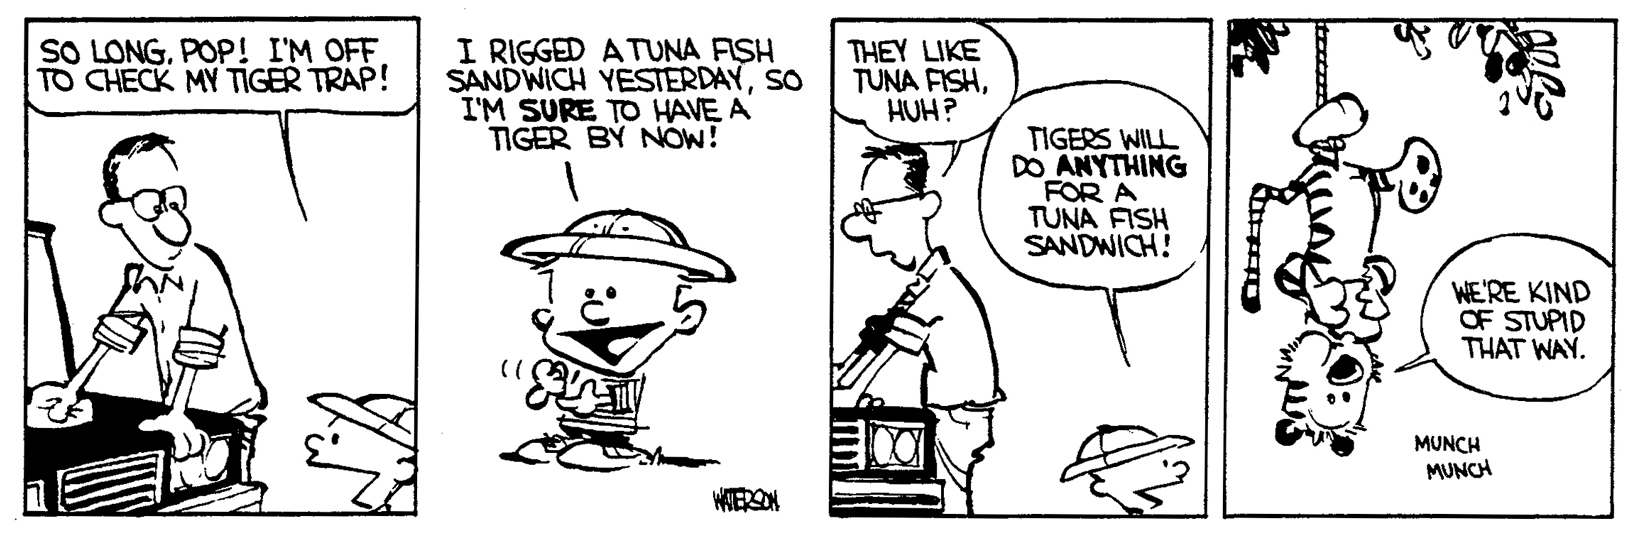 SO LONG, POP! I'M OFF
TO CHECK MY TIGER TRAP!
I RIGGED A TUNA FISH
SANDWICH YESTERDAY, SO
I'M SURE TO HAVE A
TIGER BY NOW!
WATERSON
THEY LIKE
TUNA FISH,
HUH?
TIGERS WILL
DO ANYTHING
FOR A
TUNA FISH
SANDWICH!
WE'RE KIND
OF STUPID
THAT WAY.
MUNCH
MUNCH